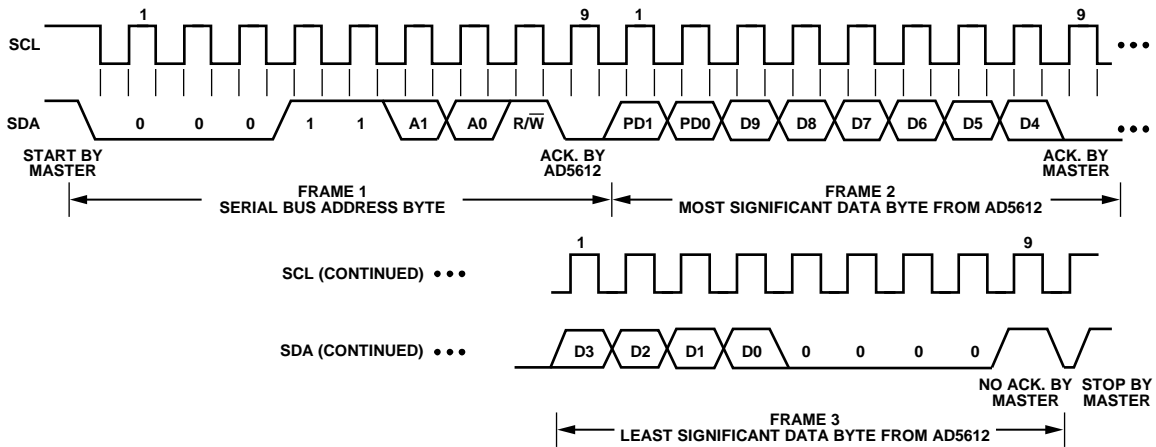 1 9 1 9
SCL
SDA 0 0 0 1 1 A1 A0 R/W̅ PD1 PD0 D9 D8 D7 D6 D5 D4
START BY
MASTER
ACK. BY
AD5612
ACK. BY
MASTER
FRAME 1
SERIAL BUS ADDRESS BYTE
FRAME 2
MOST SIGNIFICANT DATA BYTE FROM AD5612
1 9
SCL (CONTINUED)
SDA (CONTINUED) D3 D2 D1 D0 0 0 0 0
NO ACK. BY
MASTER
STOP BY
MASTER
FRAME 3
LEAST SIGNIFICANT DATA BYTE FROM AD5612